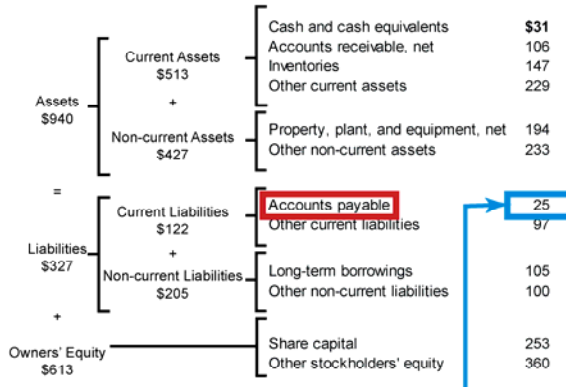 Cash and cash equivalents $31
Accounts receivable, net 106
Current Assets
$513
Inventories 147
Other current assets 229
Assets
$940
+
Non-current Assets
$427
Property, plant, and equipment, net 194
Other non-current assets 233
=
Accounts payable 25
Current Liabilities
$122
Other current liabilities 97
Liabilities
$327
+
Non-current Liabilities
$205
Long-term borrowings 105
Other non-current liabilities 100
+
Owners' Equity
$613
Share capital 253
Other stockholders' equity 360